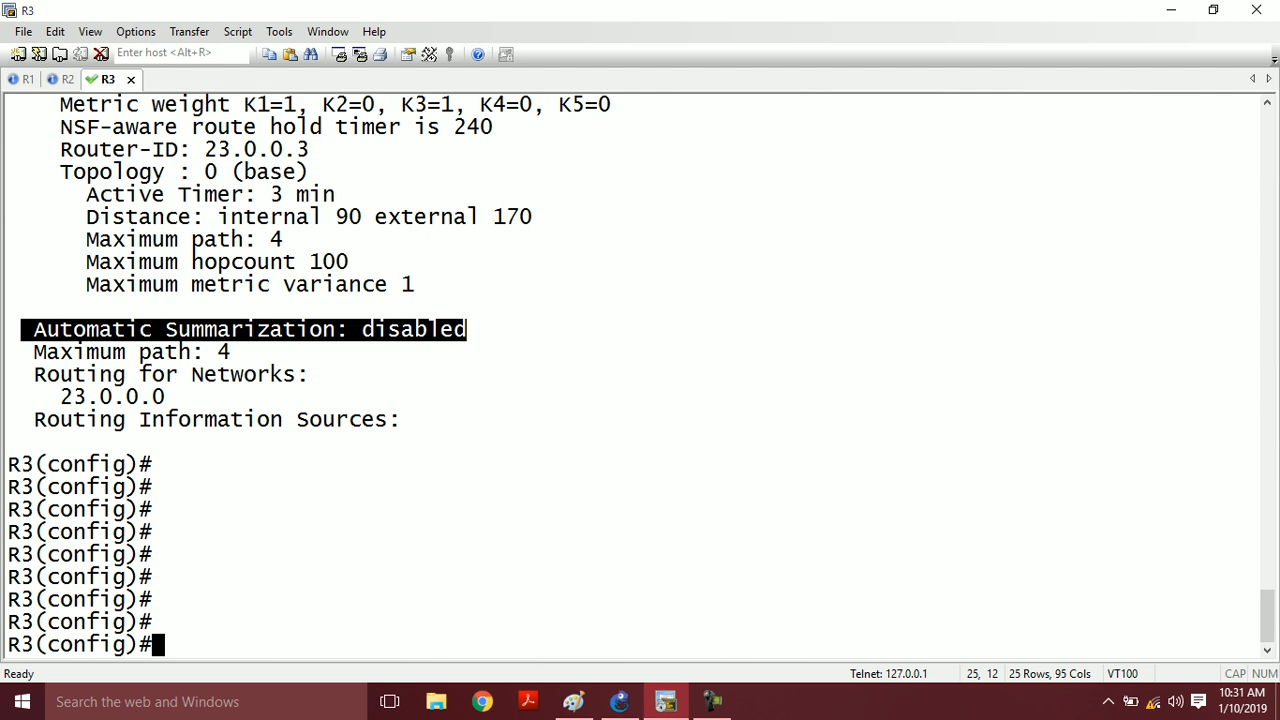 R3
File Edit View Options Transfer Script Tools Window Help
Enter host <Alt+R>
R1 R2 R3
Metric weight K1=1, K2=0, K3=1, K4=0, K5=0
NSF-aware route hold timer is 240
Router-ID: 23.0.0.3
Topology : 0 (base)
Active Timer: 3 min
Distance: internal 90 external 170
Maximum path: 4
Maximum hopcount 100
Maximum metric variance 1
Automatic Summarization: disabled
Maximum path: 4
Routing for Networks:
23.0.0.0
Routing Information Sources:
R3(config)#
R3(config)#
R3(config)#
R3(config)#
R3(config)#
R3(config)#
R3(config)#
R3(config)#
R3(config)#
Ready Telnet: 127.0.0.1 25, 12 25 Rows, 95 Cols VT100 CAP NUM
Search the web and Windows
10:31 AM
1/10/2019